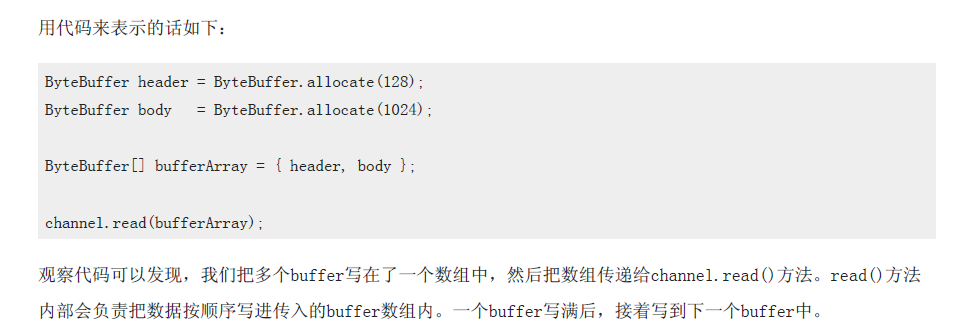 用代码来表示的话如下：
ByteBuffer header = ByteBuffer.allocate(128);
ByteBuffer body   = ByteBuffer.allocate(1024);
ByteBuffer[] bufferArray = { header, body };
channel.read(bufferArray);
观察代码可以发现，我们把多个buffer写在了一个数组中，然后把数组传递给channel.read()方法。read()方法
内部会负责把数据按顺序写进传入的buffer数组内。一个buffer写满后，接着写到下一个buffer中。